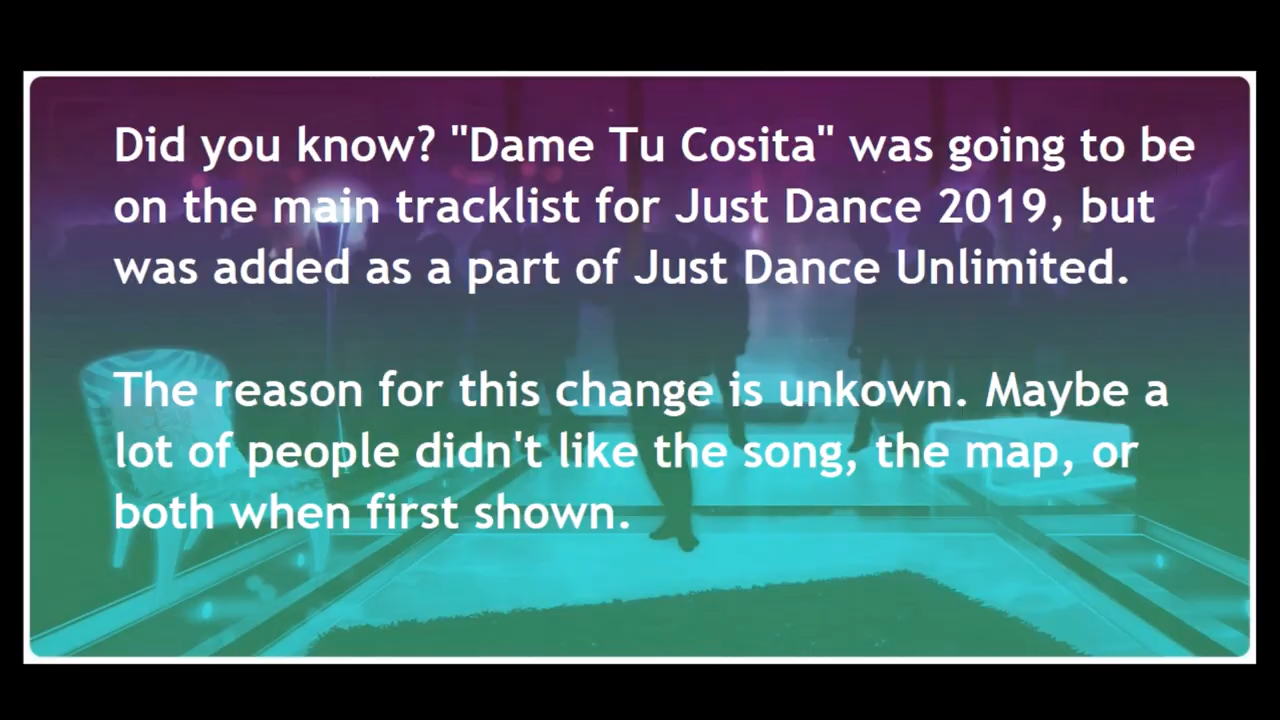 Did you know? "Dame Tu Cosita" was going to be
on the main tracklist for Just Dance 2019, but
was added as a part of Just Dance Unlimited.
The reason for this change is unkown. Maybe a
lot of people didn't like the song, the map, or
both when first shown.